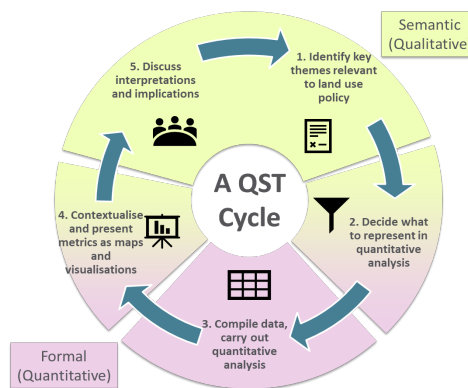 Semantic
(Qualitative)
1. Identify key
themes relevant
to land use
policy
2. Decide what
to represent in
quantitative
analysis
3. Compile data,
carry out
quantitative
analysis
4. Contextualise
and present
metrics as maps
and
visualisations
5. Discuss
interpretations
and implications
A QST
Cycle
Formal
(Quantitative)